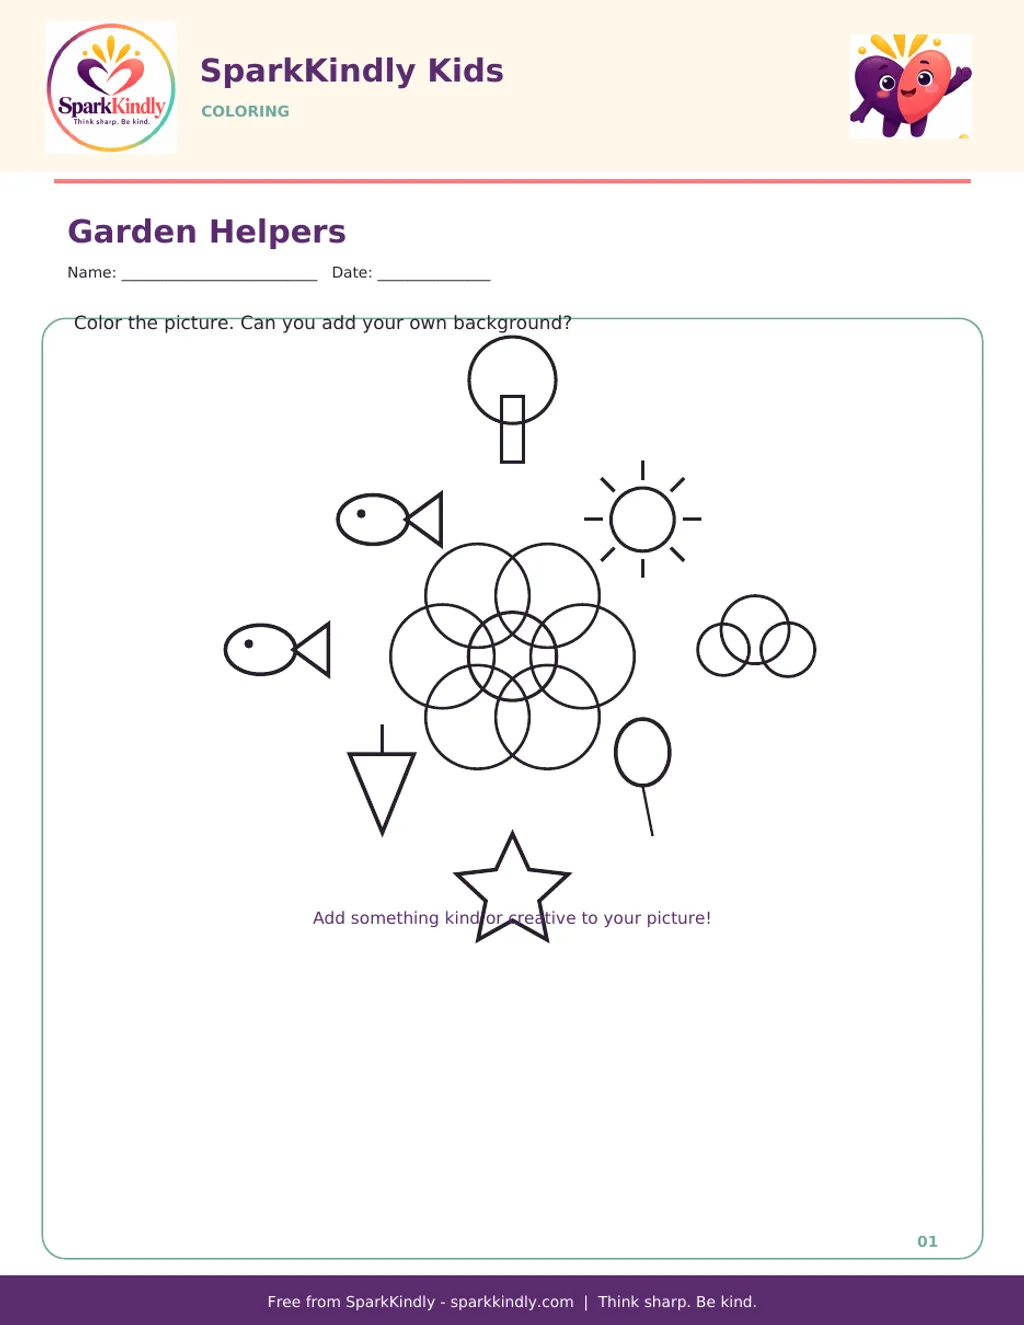 SparkKindly
Think sharp. Be kind.
SparkKindly Kids
COLORING
Garden Helpers
Name: __________________________ Date: _______________
Color the picture. Can you add your own background?
Add something kind or creative to your picture!
01
Free from SparkKindly - sparkkindly.com | Think sharp. Be kind.